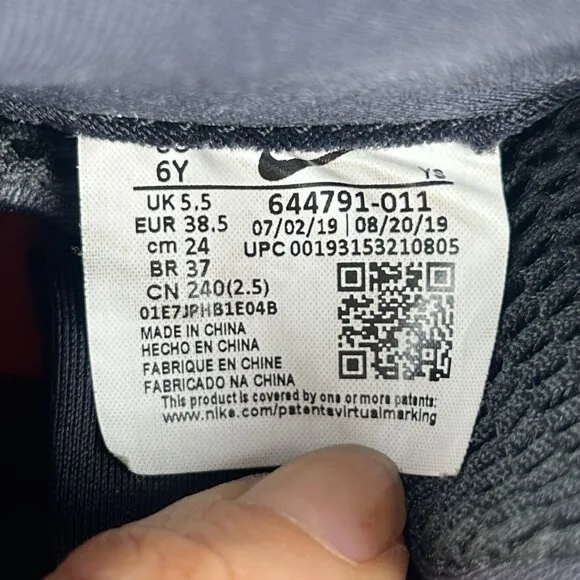 6Y YS
UK 5.5 644791-011
EUR 38.5 07/02/19 | 08/20/19
cm 24 UPC 00193153210805
BR 37
CN 240(2.5)
01E7JPHB1E04B
MADE IN CHINA
HECHO EN CHINA
FABRIQUE EN CHINE
FABRICADO NA CHINA
This product is covered by one or more patents:
www.nike.com/patentsvirtualmarking